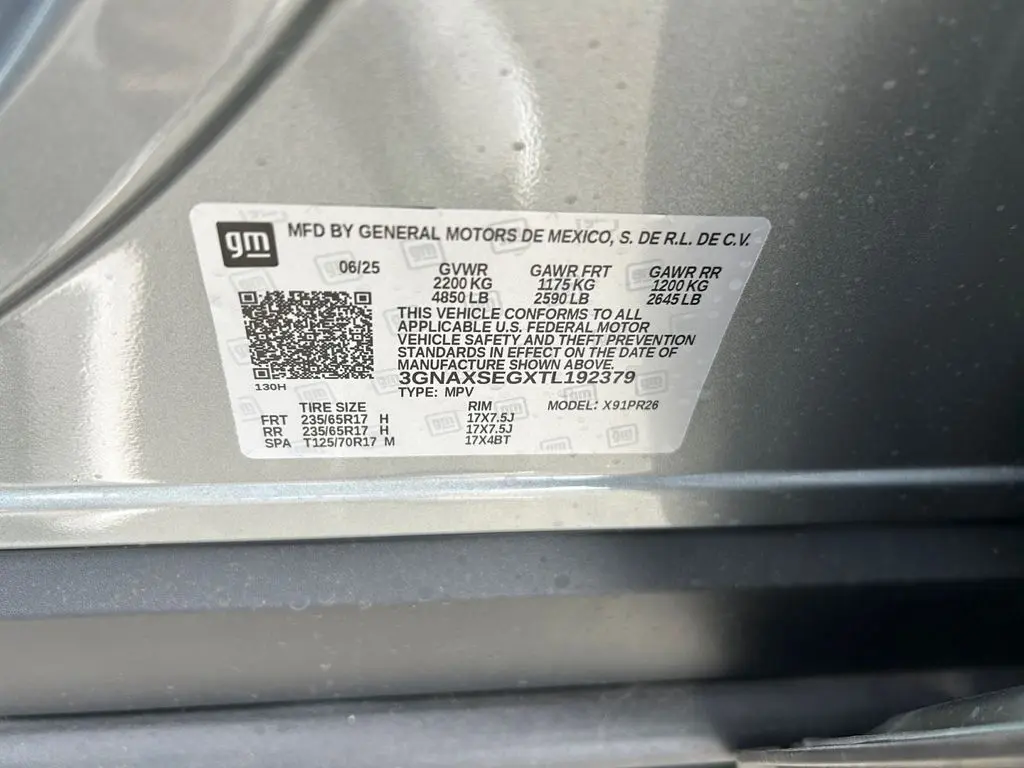 gm MFD BY GENERAL MOTORS DE MEXICO, S. DE R.L. DE C.V.
06/25 GVWR GAWR FRT GAWR RR
2200 KG 1175 KG 1200 KG
4850 LB 2590 LB 2645 LB
THIS VEHICLE CONFORMS TO ALL
APPLICABLE U.S. FEDERAL MOTOR
VEHICLE SAFETY AND THEFT PREVENTION
STANDARDS IN EFFECT ON THE DATE OF
MANUFACTURE SHOWN ABOVE.
3GNAXSEGXTL192379
130H
TYPE: MPV
MODEL: X91PR26
TIRE SIZE RIM
FRT 235/65R17 H 17X7.5J
RR 235/65R17 H 17X7.5J
SPA T125/70R17 M 17X4BT